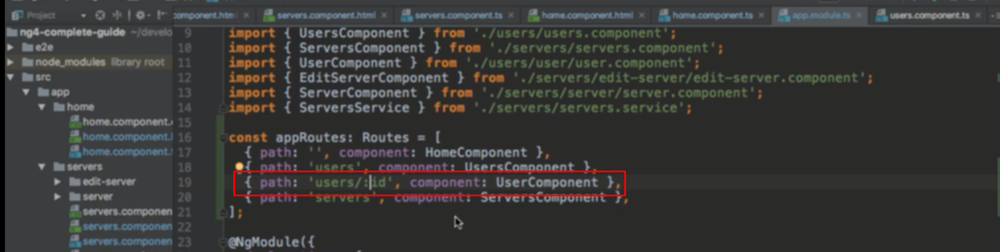 Project
component.htm
servers.component.html
servers.component.ts
home.component.html
home.component.ts
app.module.ts
users.component.ts
ng4-complete-guide ~/develo
e2e
node_modules library root
src
app
home
home.component.
home.component.
home.component.
servers
edit-server
server
servers.componen
servers.componen
servers.componen
9 import { UsersComponent } from './users/users.component';
10 import { ServersComponent } from './servers/servers.component';
11 import { UserComponent } from './users/user/user.component';
12 import { EditServerComponent } from './servers/edit-server/edit-server.component';
13 import { ServerComponent } from './servers/server/server.component';
14 import { ServersService } from './servers/servers.service';
15
16 const appRoutes: Routes = [
17 { path: '', component: HomeComponent },
18 { path: 'users', component: UsersComponent },
19 { path: 'users/:id', component: UserComponent },
20 { path: 'servers', component: ServersComponent },
21 ];
22
23 @NgModule({